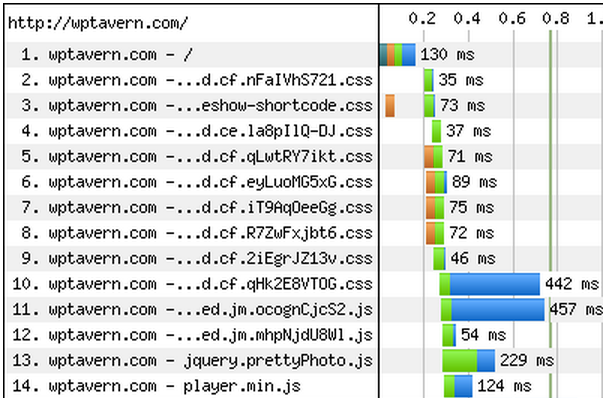 http://wptavern.com/ 0.2 0.4 0.6 0.8 1.
1. wptavern.com - / 130 ms
2. wptavern.com -...d.cf.nFaIVhS721.css 35 ms
3. wptavern.com -...eshow-shortcode.css 73 ms
4. wptavern.com -...d.ce.la8pIlQ-DJ.css 37 ms
5. wptavern.com -...d.cf.qLwtRY7ikt.css 71 ms
6. wptavern.com -...d.cf.eyLuoMG5xG.css 89 ms
7. wptavern.com -...d.cf.iT9AqOeeGg.css 75 ms
8. wptavern.com -...d.cf.R7ZwFxjbt6.css 72 ms
9. wptavern.com -...d.cf.2iEgrJZ13v.css 46 ms
10. wptavern.com -...d.cf.qHk2E8VTOG.css 442 ms
11. wptavern.com -...ed.jm.ocognCjcS2.js 457 ms
12. wptavern.com -...ed.jm.mhpNjdU8Wl.js 54 ms
13. wptavern.com - jquery.prettyPhoto.js 229 ms
14. wptavern.com - player.min.js 124 ms